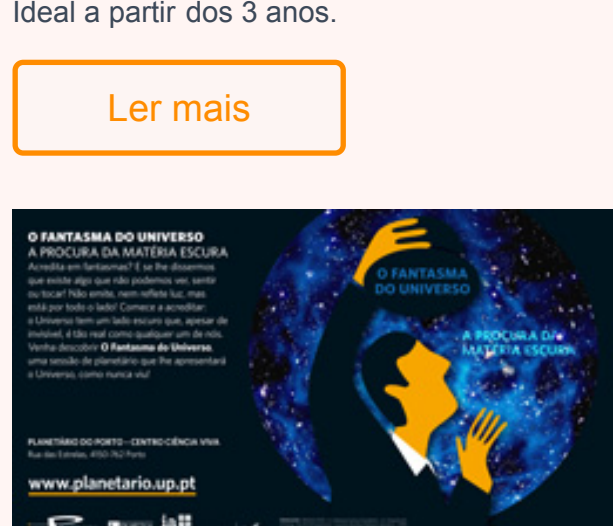 Ideal a partir dos 3 anos.
Ler mais
O FANTASMA DO UNIVERSO
A PROCURA DA MATÉRIA ESCURA
Acredita em fantasmas? E se lhe dissermos
que existe algo que não podemos ver, sentir
ou tocar? Não emite, nem reflete luz, mas
está por todo o lado! Comece a acreditar:
o Universo tem um lado escuro que, apesar de
invisível, é tão real como qualquer um de nós.
Venha descobrir O Fantasma do Universo,
uma sessão de planetário que lhe apresentará
o Universo, como nunca viu!
PLANETÁRIO DO PORTO – CENTRO CIÊNCIA VIVA
Rua das Estrelas, 4150-762 Porto
www.planetario.up.pt
O FANTASMA
DO UNIVERSO
A PROCURA DA
MATÉRIA ESCURA